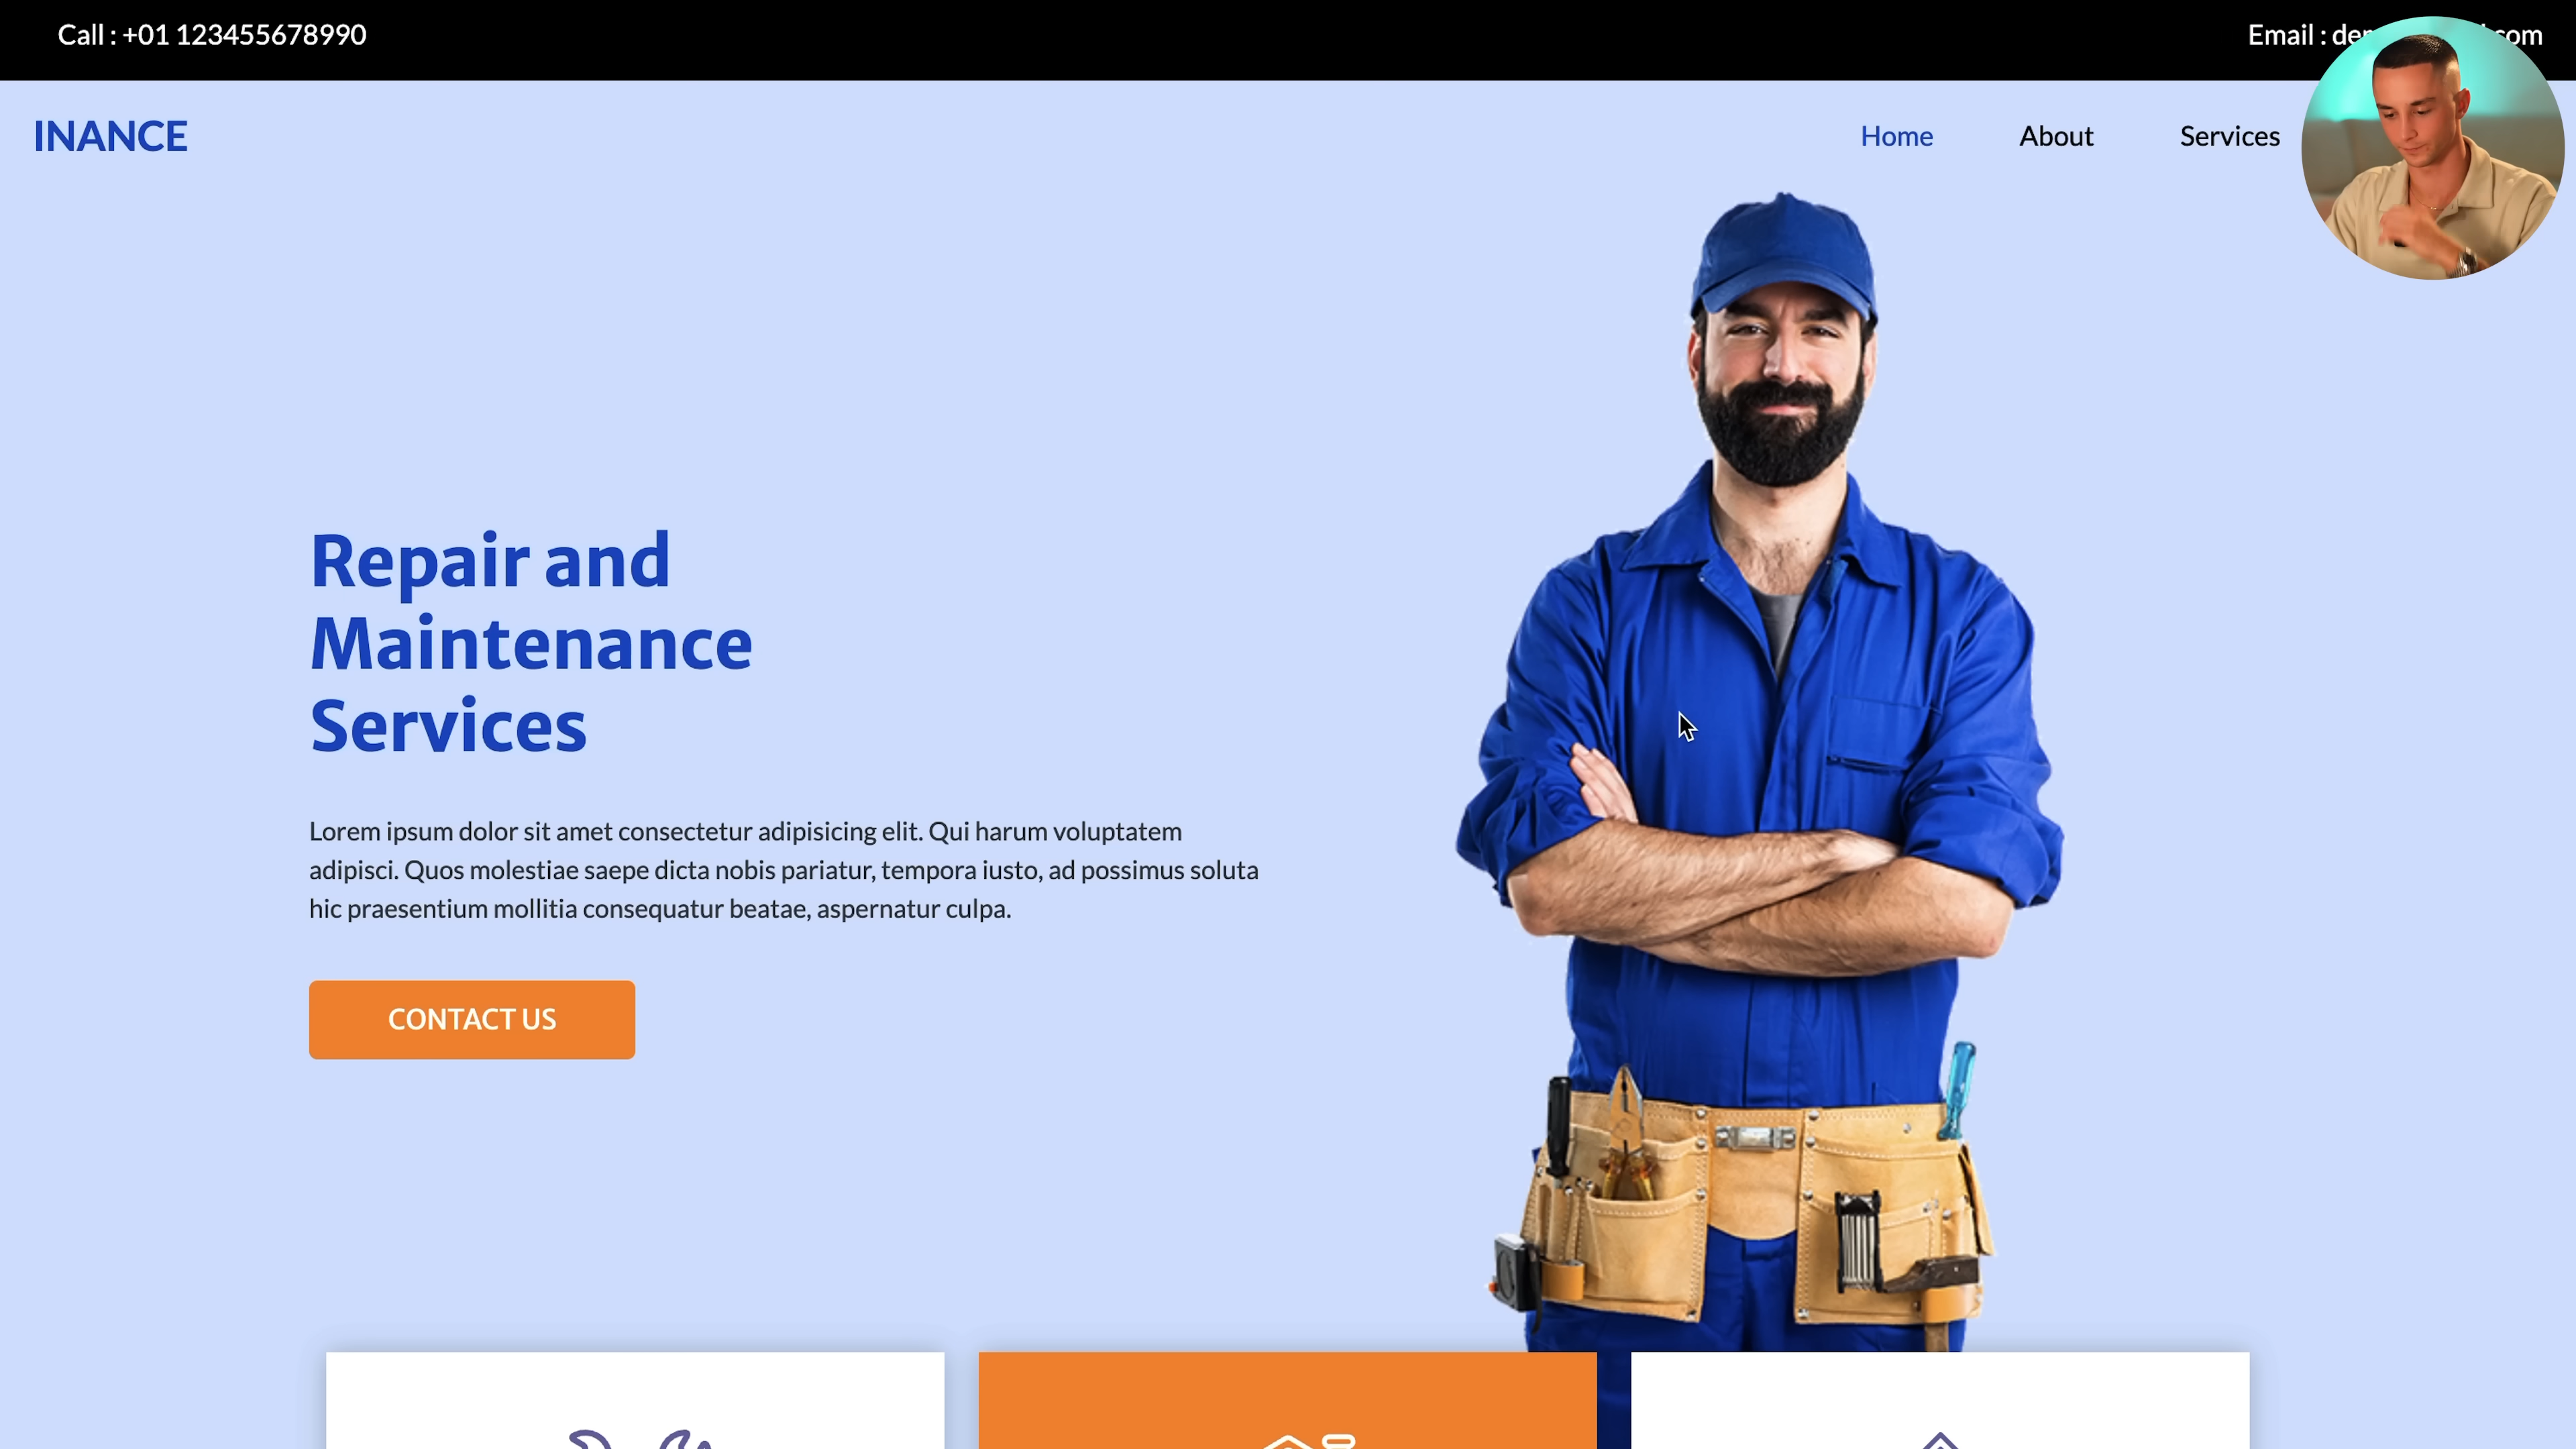 Call : +01 123455678990
Email :
INANCE
Home
About
Services
Repair and
Maintenance
Services
Lorem ipsum dolor sit amet consectetur adipisicing elit. Qui harum voluptatem
adipisci. Quos molestiae saepe dicta nobis pariatur, tempora iusto, ad possimus soluta
hic praesentium mollitia consequatur beatae, aspernatur culpa.
CONTACT US